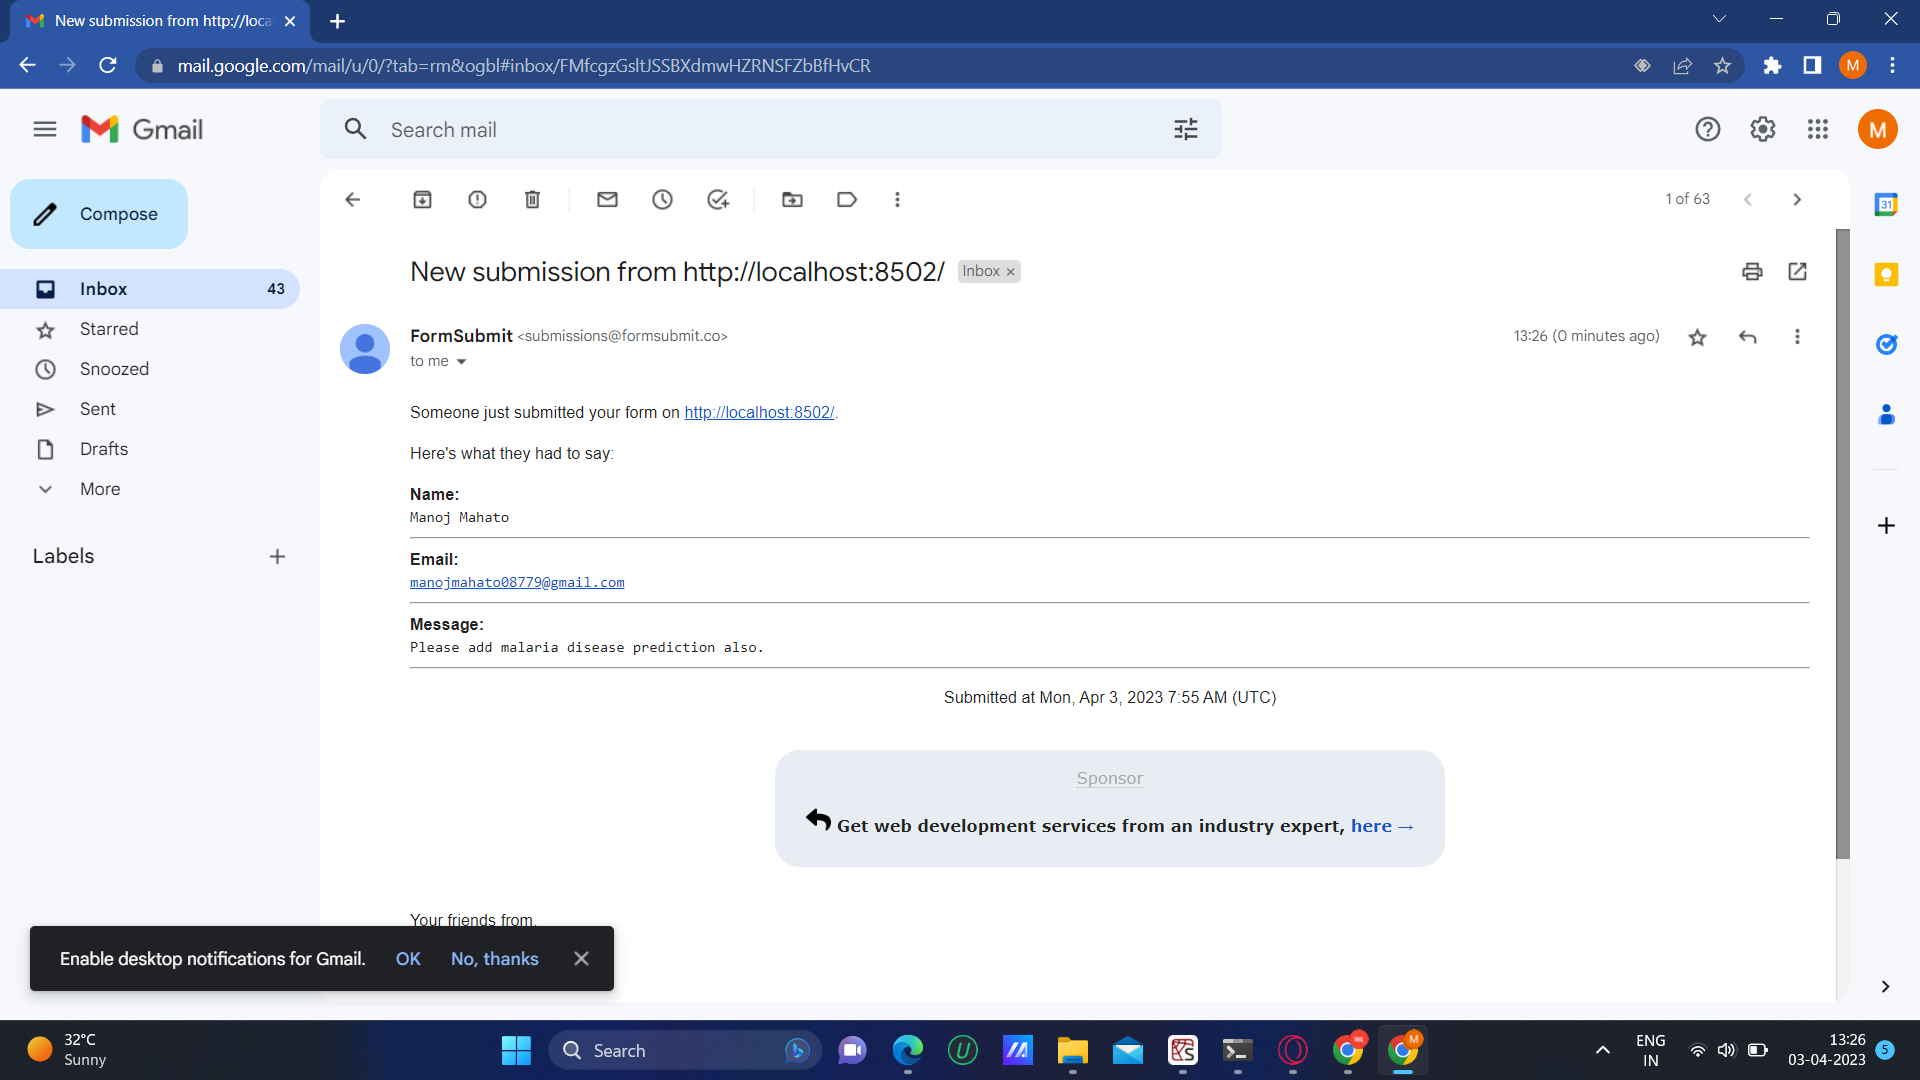 New submission from http://loca
mail.google.com/mail/u/0/?tab=rm&ogbl#inbox/FMfcgzGsltJSSBXdmwHZRNSFZbBfHvCR
M
Gmail
Search mail
M
Compose
1 of 63
31
Inbox 43
Starred
Snoozed
Sent
Drafts
More
Labels
New submission from http://localhost:8502/ Inbox ×
FormSubmit <submissions@formsubmit.co>
13:26 (0 minutes ago)
to me
Someone just submitted your form on http://localhost:8502/.
Here's what they had to say:
Name:
Manoj Mahato
Email:
manojmahato08779@gmail.com
Message:
Please add malaria disease prediction also.
Submitted at Mon, Apr 3, 2023 7:55 AM (UTC)
Sponsor
Get web development services from an industry expert, here →
Your friends from,
Enable desktop notifications for Gmail. OK No, thanks
32°C
Sunny
Search
M
ENG
IN
13:26
03-04-2023
5